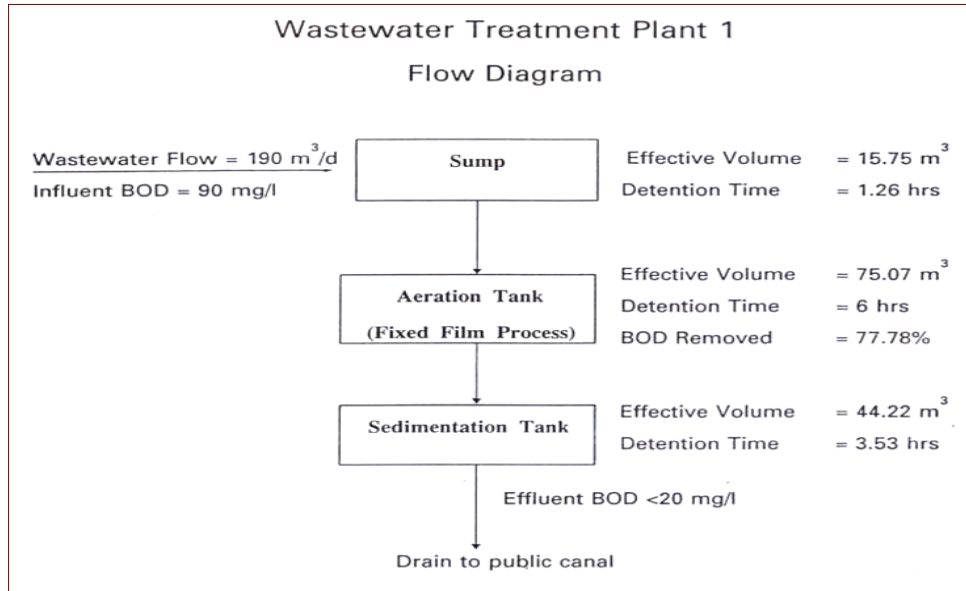 Wastewater Treatment Plant 1
Flow Diagram
Wastewater Flow = 190 m³/d
Influent BOD = 90 mg/l
Sump
Effective Volume = 15.75 m³
Detention Time = 1.26 hrs
Aeration Tank
(Fixed Film Process)
Effective Volume = 75.07 m³
Detention Time = 6 hrs
BOD Removed = 77.78%
Sedimentation Tank
Effective Volume = 44.22 m³
Detention Time = 3.53 hrs
Effluent BOD <20 mg/l
Drain to public canal